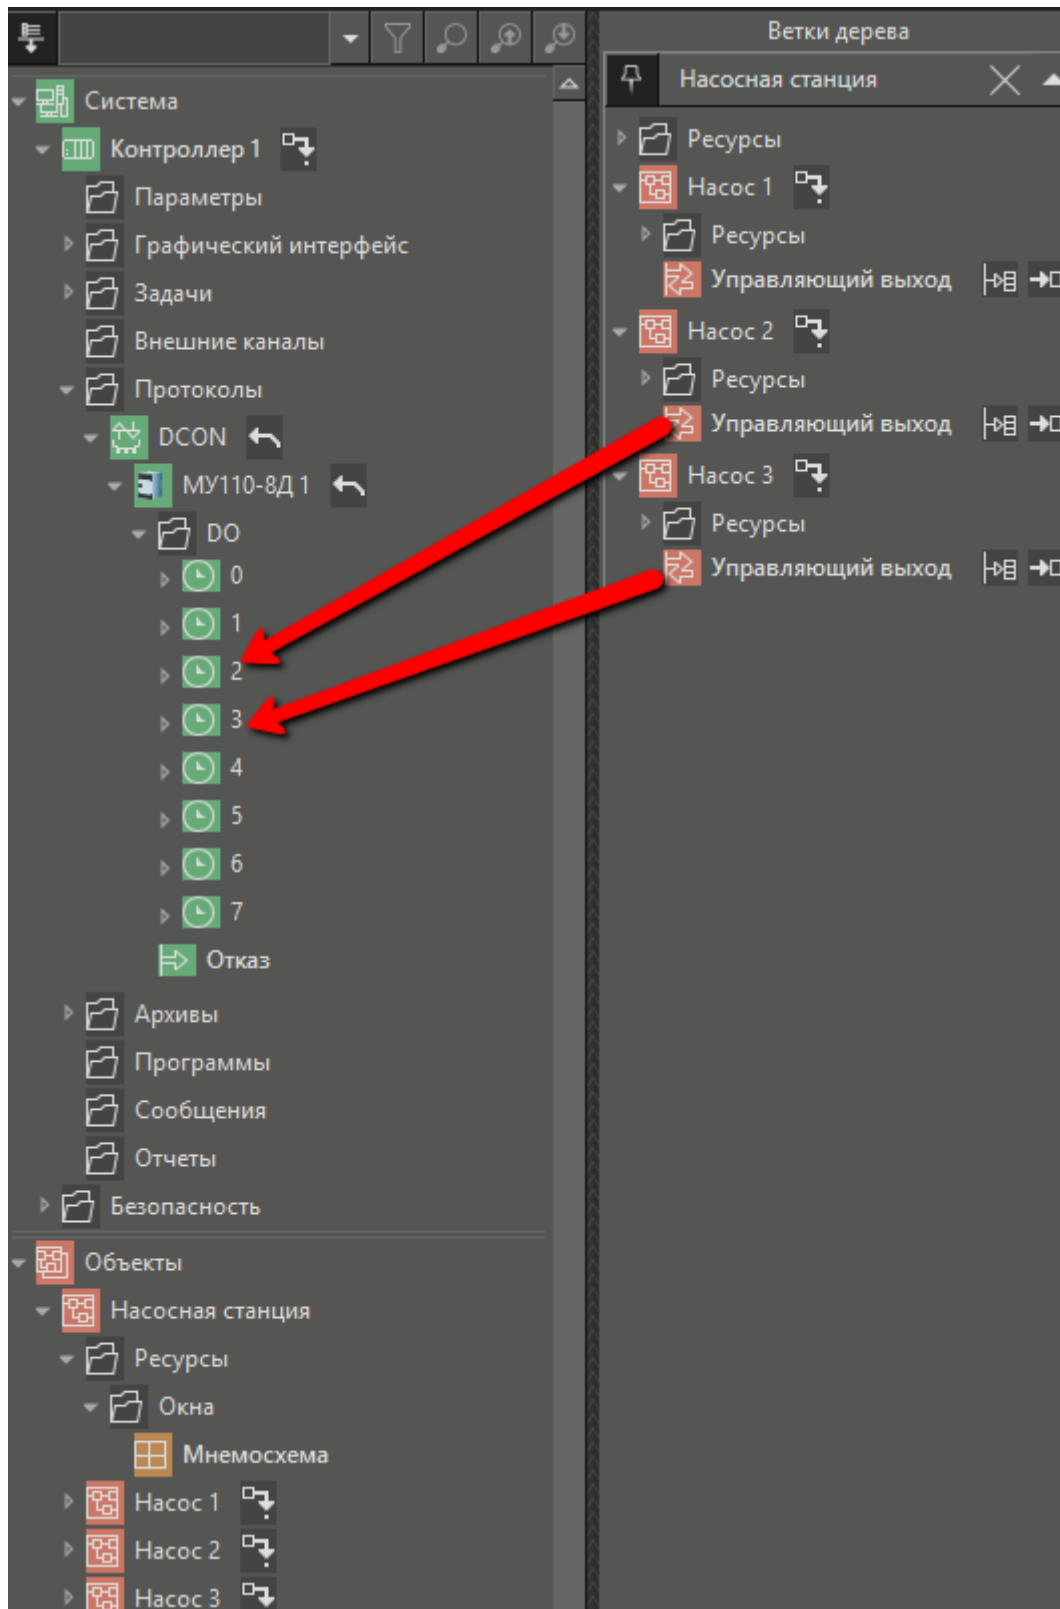 Система
Контроллер 1
Параметры
Графический интерфейс
Задачи
Внешние каналы
Протоколы
DCON
МУ110-8Д 1
DO
0
1
2
3
4
5
6
7
Отказ
Архивы
Программы
Сообщения
Отчеты
Безопасность
Объекты
Насосная станция
Ресурсы
Окна
Мнемосхема
Насос 1
Насос 2
Насос 3
Ветки дерева
Насосная станция
Ресурсы
Насос 1
Ресурсы
Управляющий выход
Насос 2
Ресурсы
Управляющий выход
Насос 3
Ресурсы
Управляющий выход